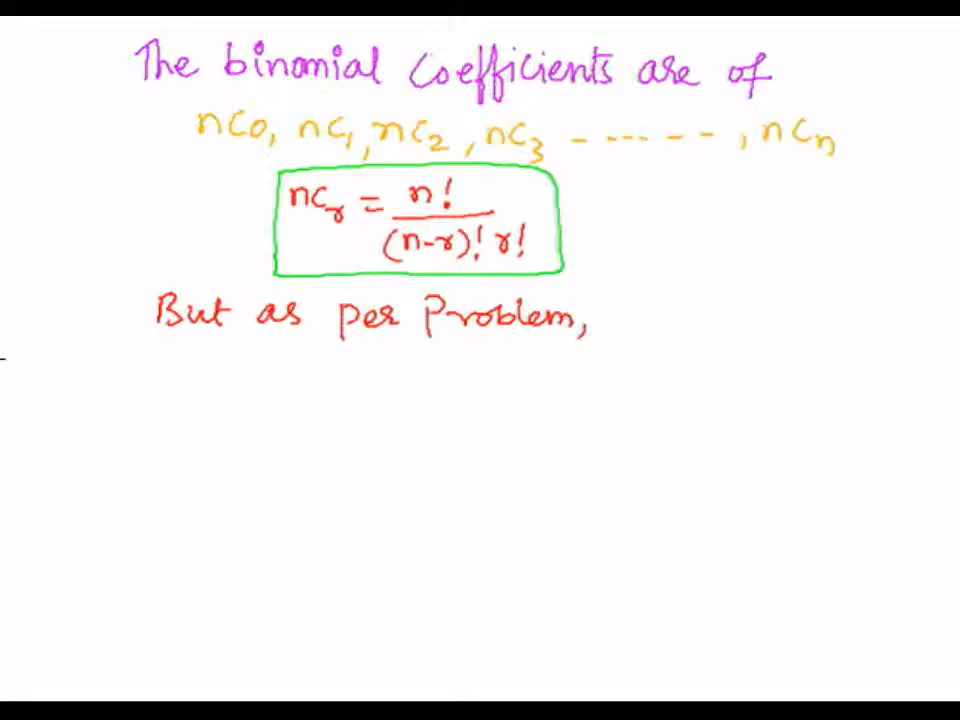 The binomial coefficients are of
nC0, nC₁, nC₂, nC₃ - - - - - - -, nCₙ
nCᵣ = n! / (n-r)! r!
But as per Problem,